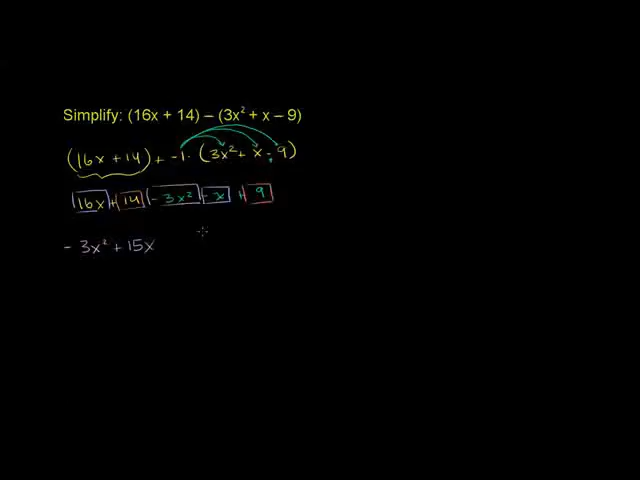 Simplify: (16x + 14) – (3x² + x – 9)
(16x + 14) + -1 · (3x² + x - 9)
16x + 14 - 3x² - x + 9
- 3x² + 15x